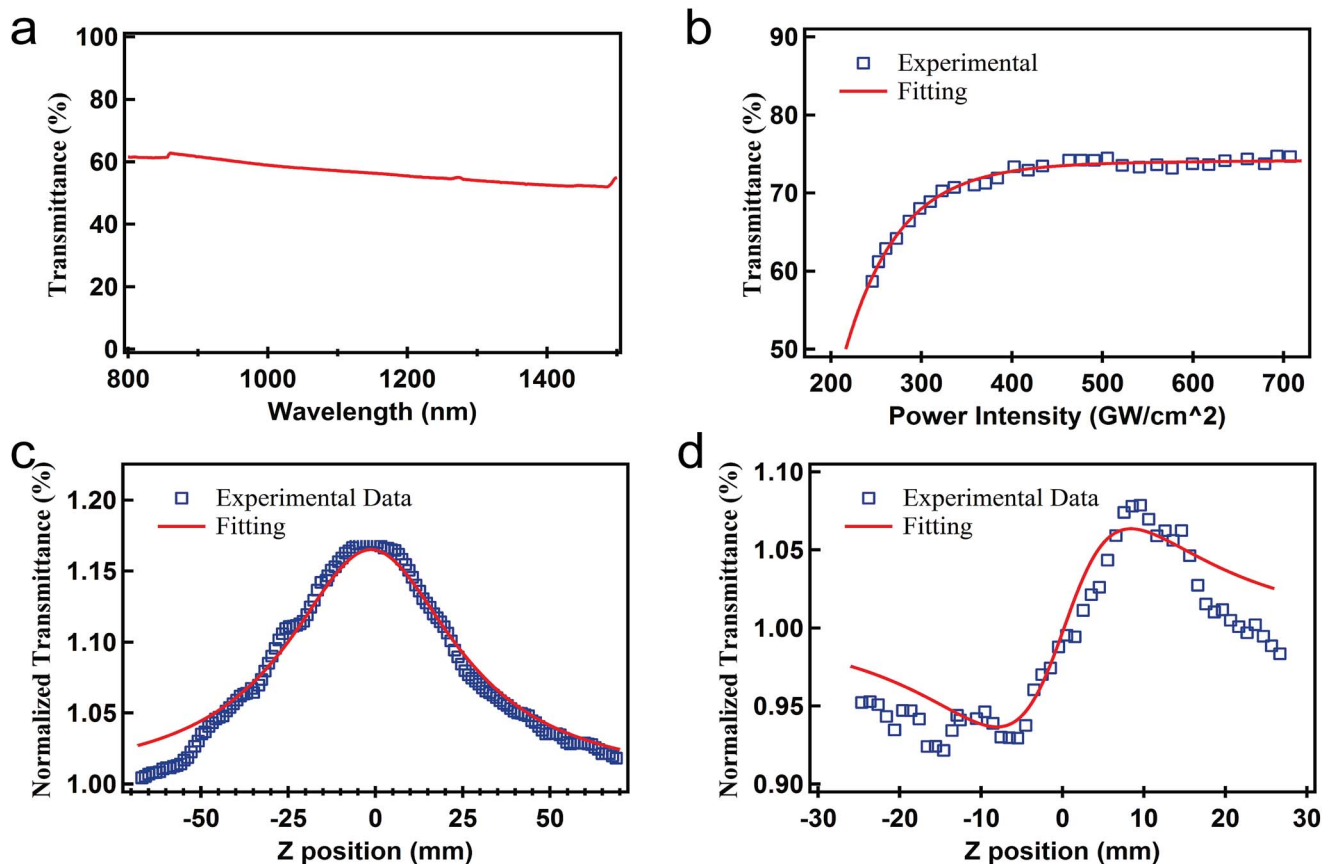 a
100
80
60
40
20
0
Transmittance (%)
800
1000
1200
1400
Wavelength (nm)
b
90
80
70
60
50
Transmittance (%)
Experimental
Fitting
200
300
400
500
600
700
Power Intensity (GW/cm^2)
c
1.20
1.15
1.10
1.05
1.00
Normalized Transmittance (%)
Experimental Data
Fitting
-50
-25
0
25
50
Z position (mm)
d
1.10
1.05
1.00
0.95
0.90
Normalized Transmittance (%)
Experimental Data
Fitting
-30
-20
-10
0
10
20
30
Z position (mm)